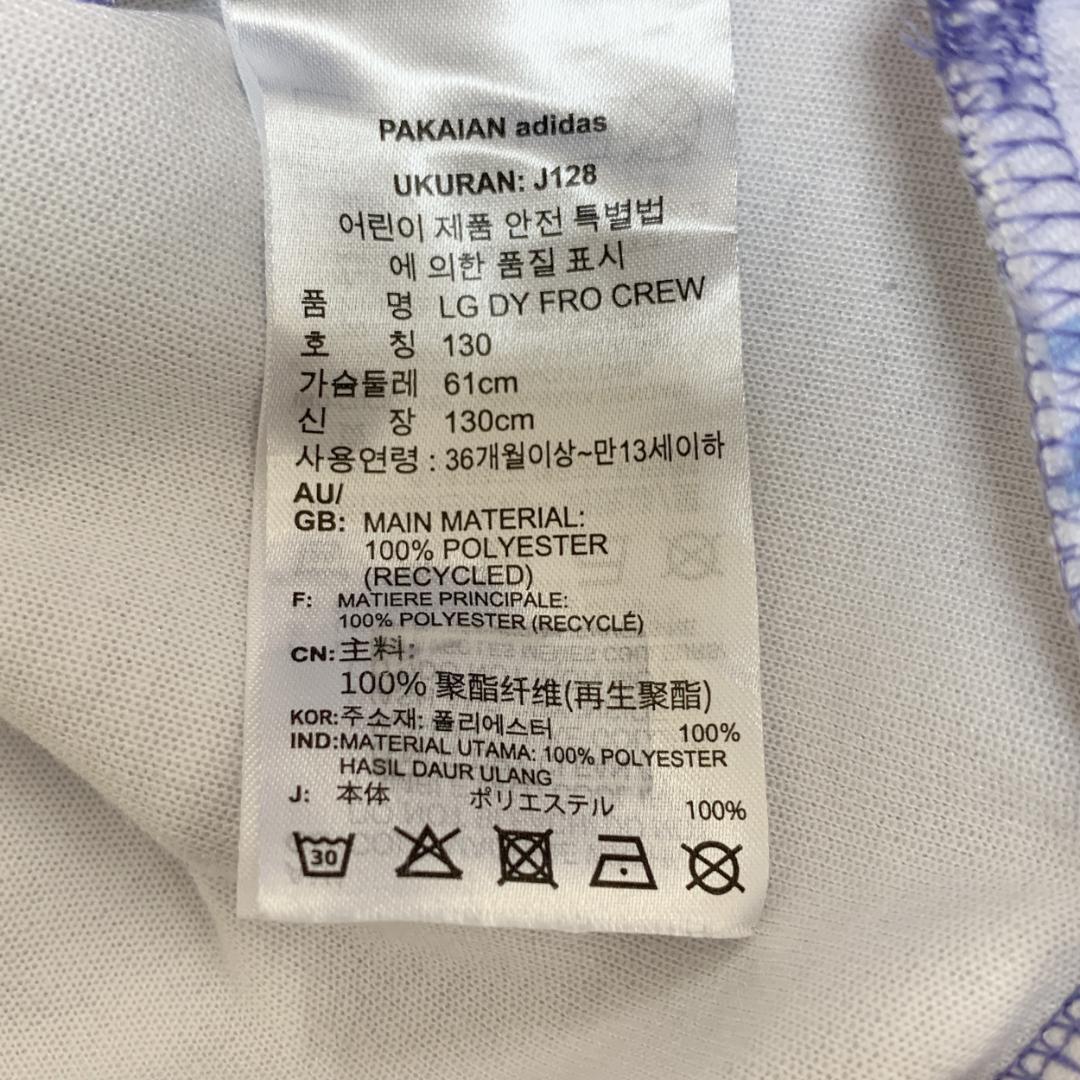 PAKAIAN adidas
UKURAN: J128
어린이 제품 안전 특별법
에 의한 품질 표시
품 명 LG DY FRO CREW
호 칭 130
가슴둘레 61cm
신 장 130cm
사용연령 : 36개월이상~만13세이하
AU/
GB: MAIN MATERIAL:
100% POLYESTER
(RECYCLED)
F: MATIERE PRINCIPALE:
100% POLYESTER (RECYCLÉ)
CN: 主料:
100% 聚酯纤维(再生聚酯)
KOR: 주소재: 폴리에스터 100%
IND: MATERIAL UTAMA: 100% POLYESTER
HASIL DAUR ULANG
J: 本体 ポリエステル 100%
30